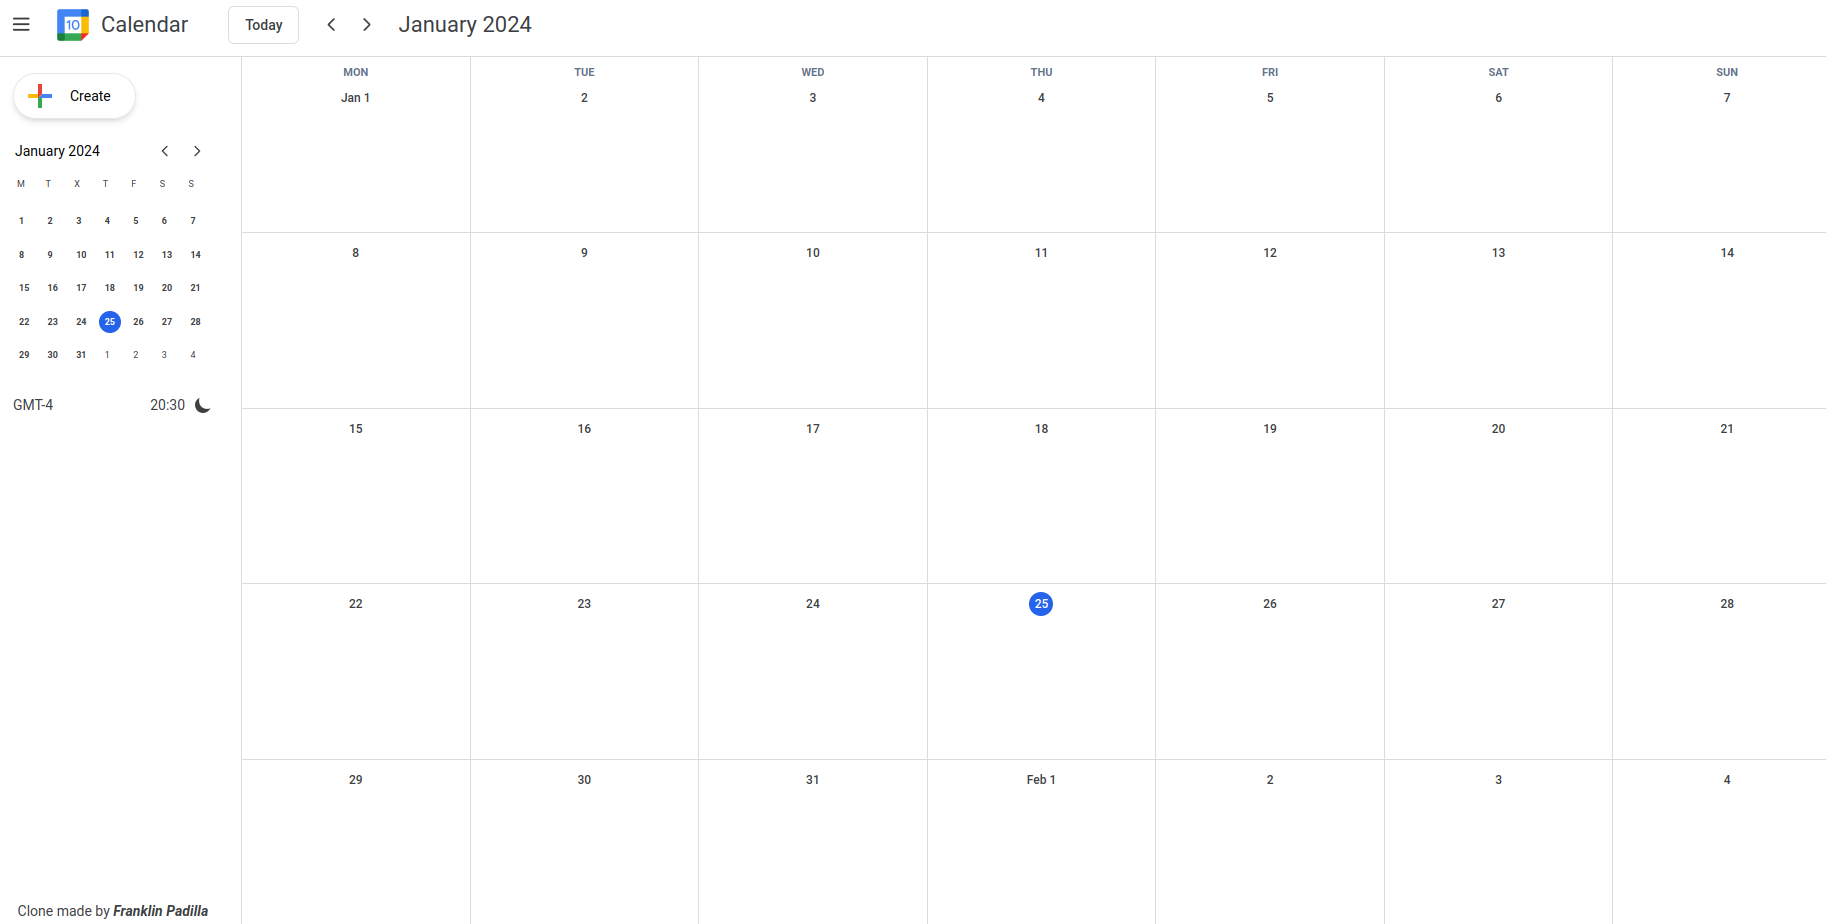 10 Calendar Today January 2024
Create
January 2024
M T X T F S S
1 2 3 4 5 6 7
8 9 10 11 12 13 14
15 16 17 18 19 20 21
22 23 24 25 26 27 28
29 30 31 1 2 3 4
GMT-4 20:30
Clone made by Franklin Padilla
MON TUE WED THU FRI SAT SUN
Jan 1 2 3 4 5 6 7
8 9 10 11 12 13 14
15 16 17 18 19 20 21
22 23 24 25 26 27 28
29 30 31 Feb 1 2 3 4